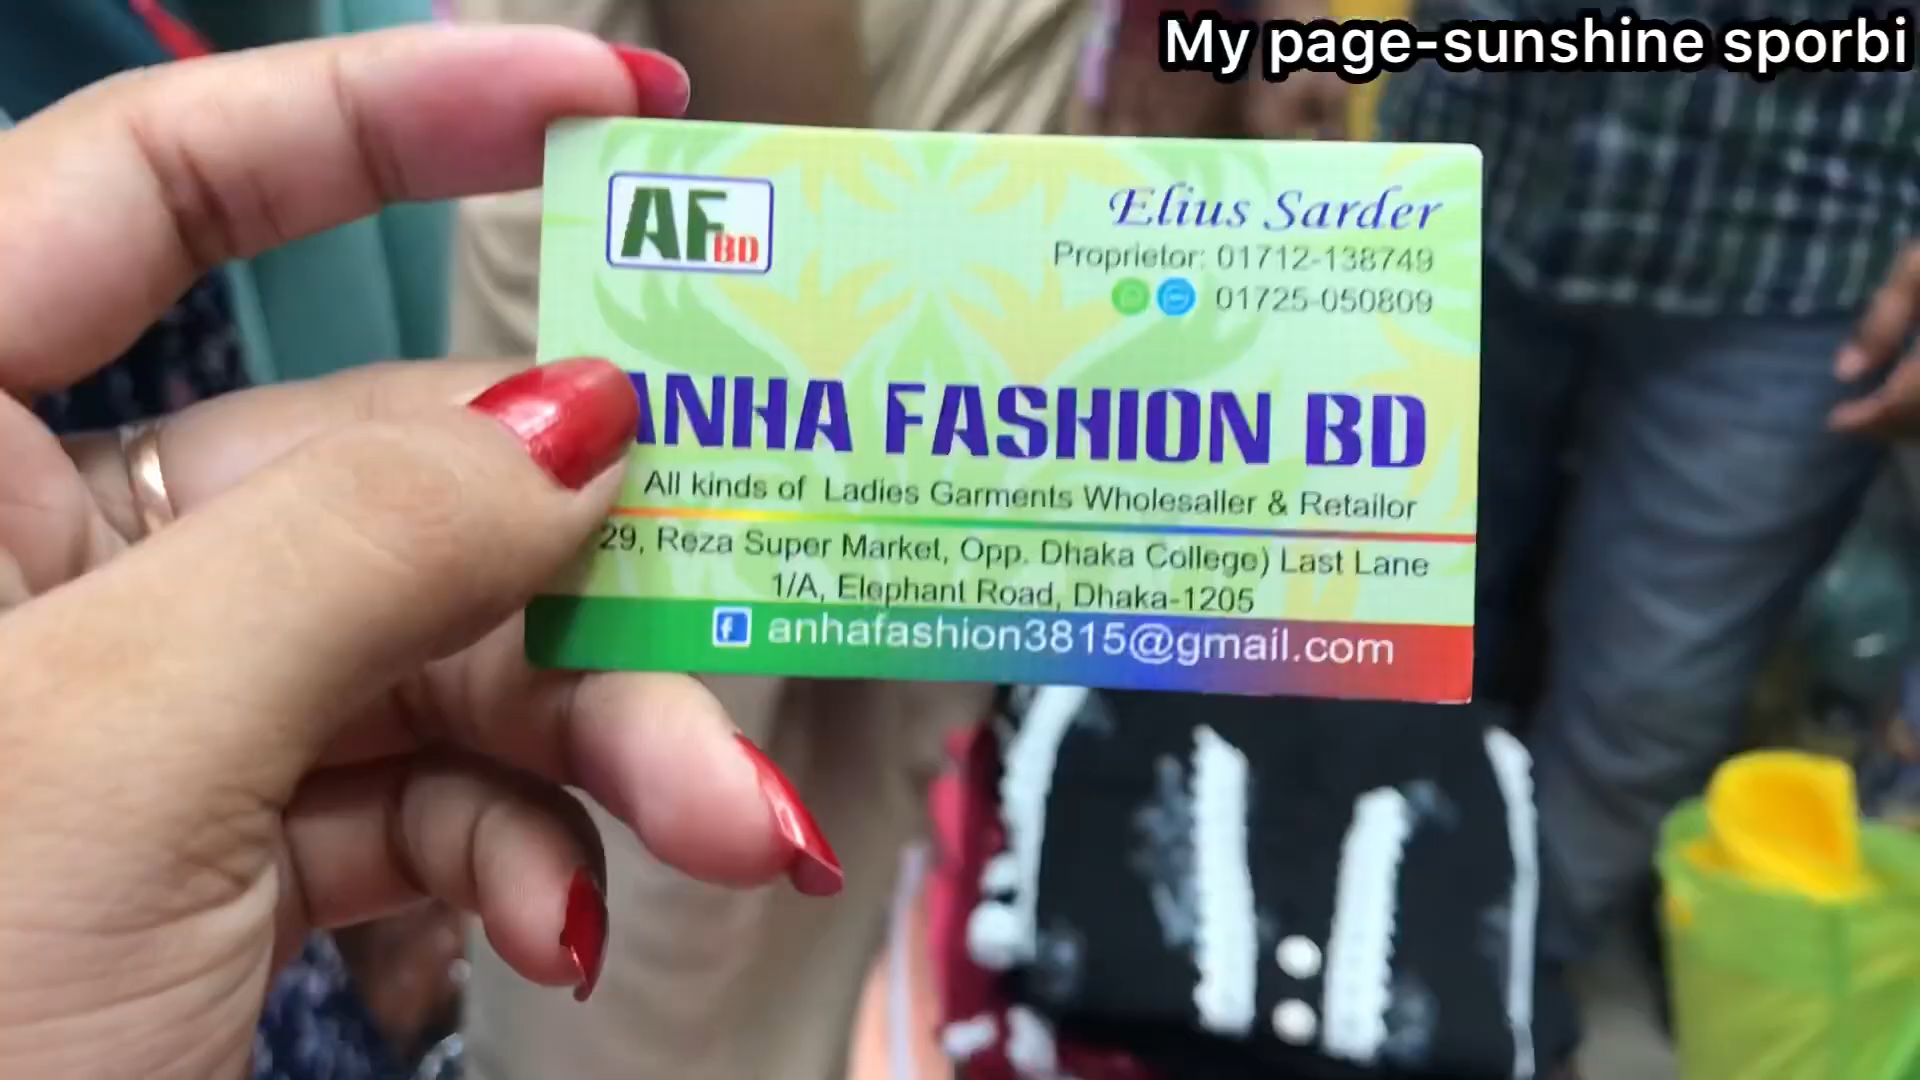 My page-sunshine sporbi
AF BD
Elius Sarder
Proprietor: 01712-138749
01725-050809
ANHA FASHION BD
All kinds of Ladies Garments Wholesaller & Retailor
29, Reza Super Market, Opp. Dhaka College) Last Lane
1/A, Elephant Road, Dhaka-1205
anhafashion3815@gmail.com